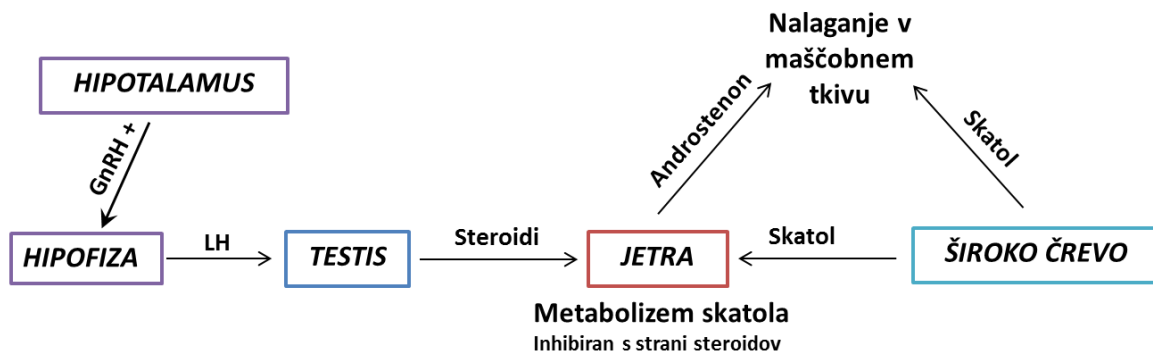 Nalaganje v
maščobnem
tkivu
HIPOTALAMUS
GnRH +
Androstenon
Skatol
HIPOFIZA
LH
TESTIS
Steroidi
JETRA
Skatol
ŠIROKO ČREVO
Metabolizem skatola
Inhibiran s strani steroidov